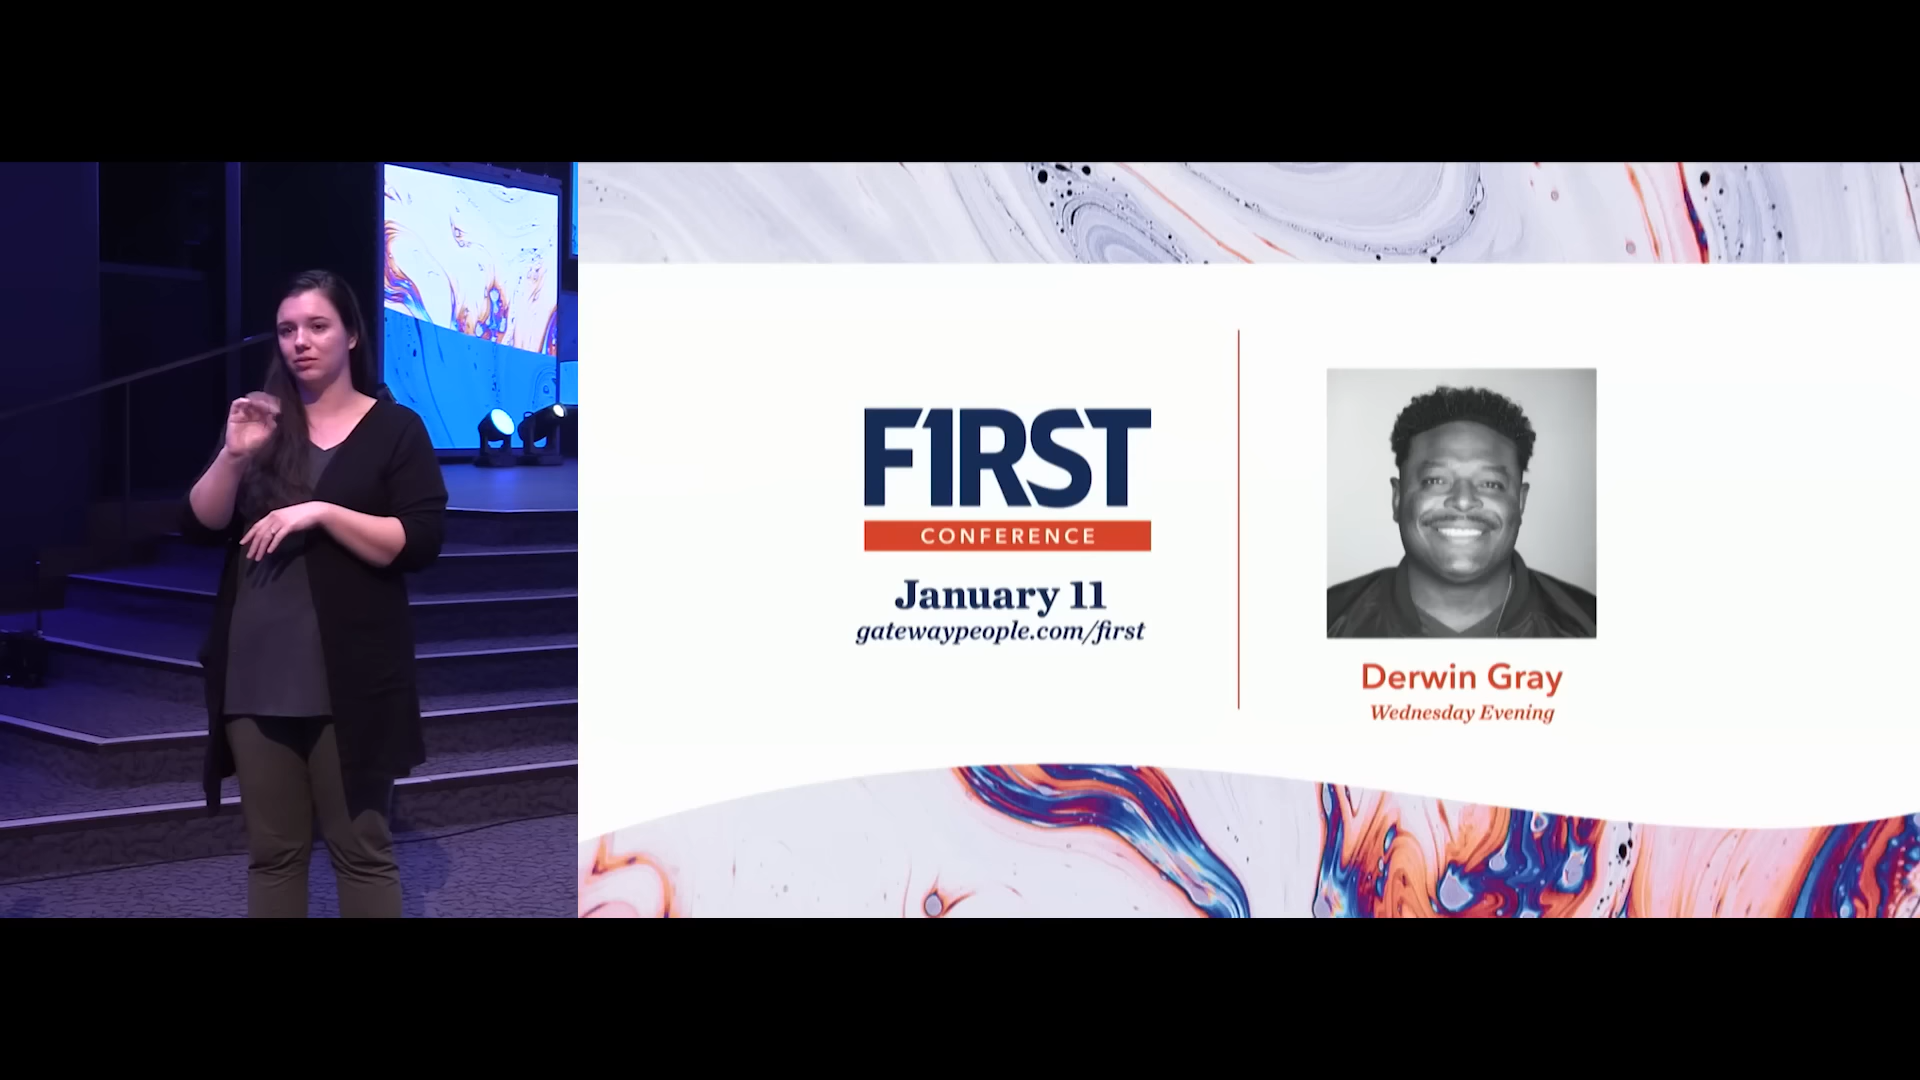 F1RST
CONFERENCE
January 11
gatewaypeople.com/first
Derwin Gray
Wednesday Evening